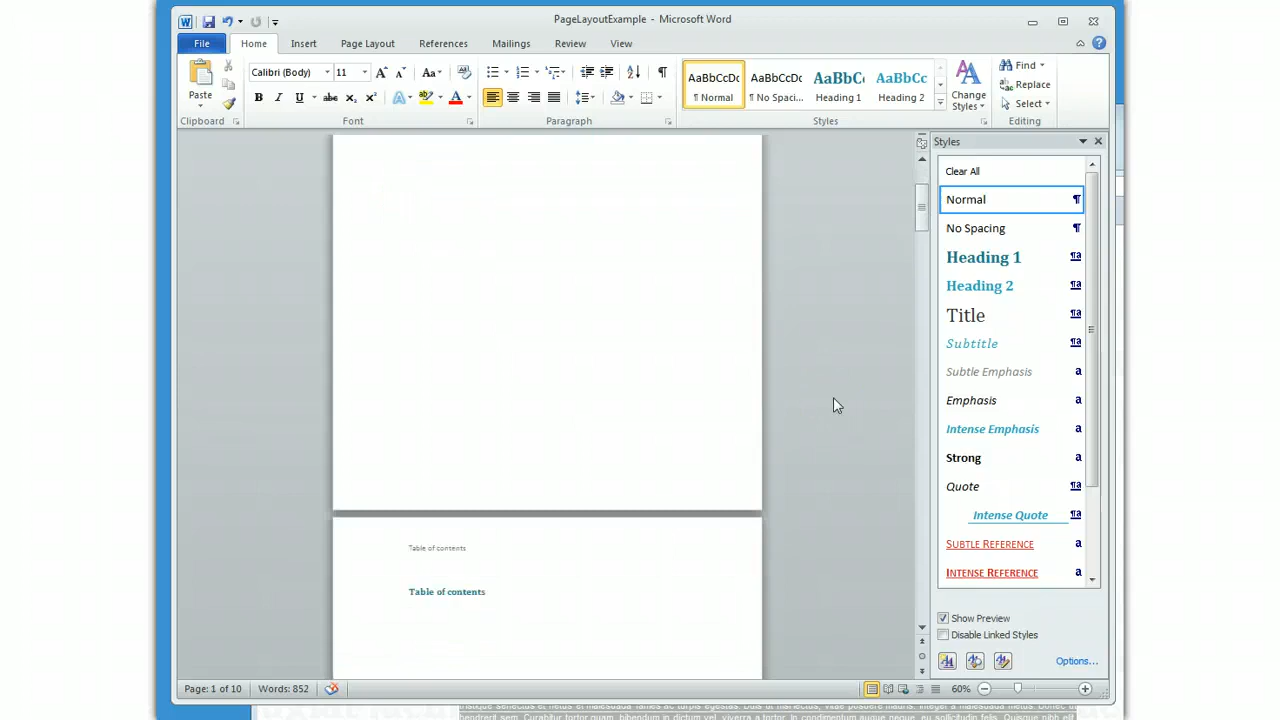 PageLayoutExample - Microsoft Word
File Home Insert Page Layout References Mailings Review View
Calibri (Body) 11 Aa
AaBbCcDc AaBbCcDc AaBbC AaBbCc
Find
Paste
Replace
B I U abc x₂ x² A A
¶ Normal ¶ No Spaci... Heading 1 Heading 2
Change Styles
Select
Clipboard Font Paragraph Styles Editing
Styles
Clear All
Normal ¶
No Spacing ¶
Heading 1 ¶a
Heading 2 ¶a
Title ¶a
Subtitle ¶a
Subtle Emphasis a
Emphasis a
Intense Emphasis a
Strong a
Quote ¶a
Intense Quote ¶a
SUBTLE REFERENCE a
INTENSE REFERENCE a
Table of contents
Table of contents
Show Preview
Disable Linked Styles
Options...
Page: 1 of 10 Words: 852 60%